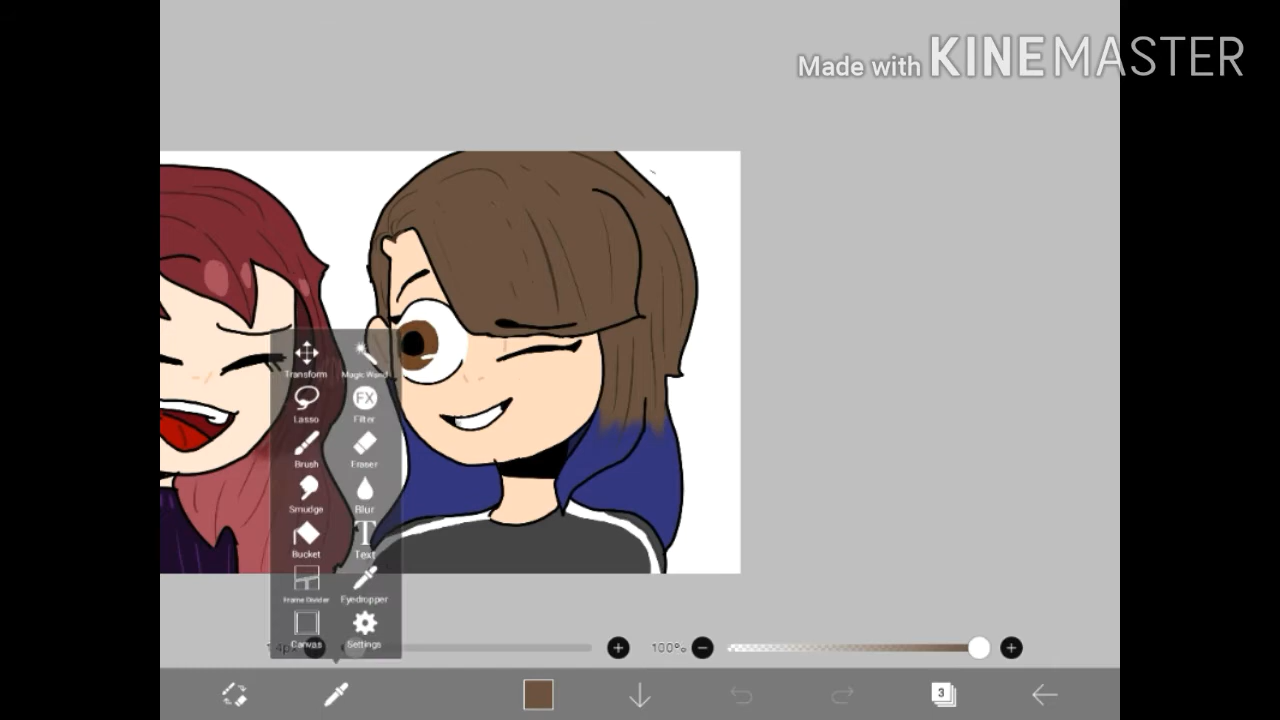 Made with KINEMASTER
Transform Magic Wand
Lasso Filter
FX
Brush Eraser
Smudge Blur
Bucket Text
Frame Divider Eyedropper
Canvas Settings
100%
3